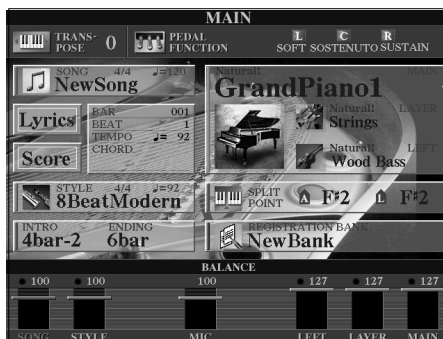 MAIN
TRANS-
POSE 0
PEDAL
FUNCTION
L C R
SOFT SOSTENUTO SUSTAIN
SONG 4/4 ♩=120
NewSong
Natural! MAIN
GrandPiano1
Lyrics
BAR 001
BEAT 1
TEMPO ♩= 92
CHORD
Natural! LAYER
Strings
Score
Natural! LEFT
Wood Bass
STYLE 4/4 ♩=92
8BeatModern
SPLIT
POINT
A F♯2 L F♯2
INTRO ENDING
4bar-2 6bar
REGISTRATION BANK
NewBank
BALANCE
100 100 100 127 127 127
SONG STYLE MIC LEFT LAYER MAIN